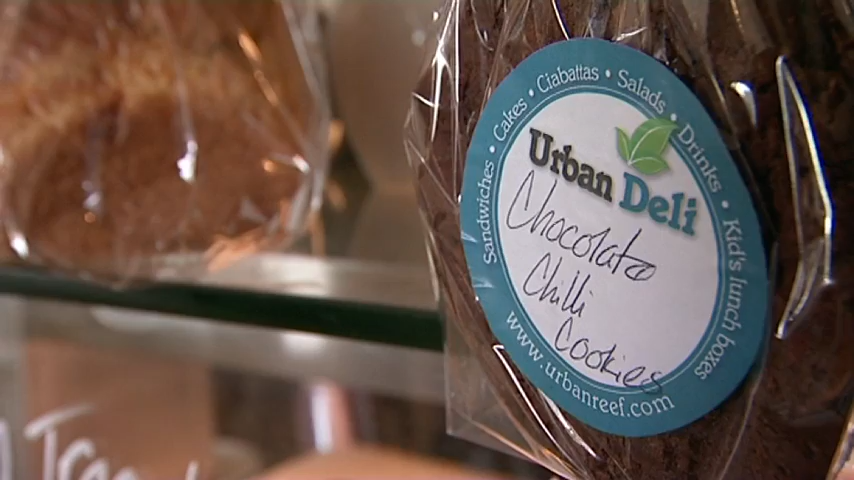 Sandwiches • Cakes • Ciabattas • Salads • Drinks • Kid's lunch boxes
Urban Deli
Chocolate
Chilli
Cookies
www.urbanreef.com